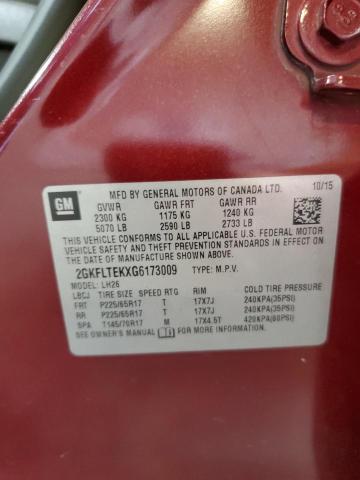 GM MFD BY GENERAL MOTORS OF CANADA LTD. 10/15
GVWR GAWR FRT GAWR RR
2300 KG 1175 KG 1240 KG
5070 LB 2590 LB 2733 LB
THIS VEHICLE CONFORMS TO ALL APPLICABLE U.S. FEDERAL MOTOR
VEHICLE SAFETY AND THEFT PREVENTION STANDARDS IN EFFECT ON
THE DATE OF MANUFACTURE SHOWN ABOVE.
2GKFLTEKXG6173009 TYPE: M.P.V.
MODEL: LH26
LBCJ TIRE SIZE SPEED RTG RIM COLD TIRE PRESSURE
FRT P225/65R17 T 17X7J 240KPA(35PSI)
RR P225/65R17 T 17X7J 240KPA(35PSI)
SPA T145/70R17 M 17X4.5T 420KPA(60PSI)
SEE OWNER'S MANUAL FOR MORE INFORMATION.